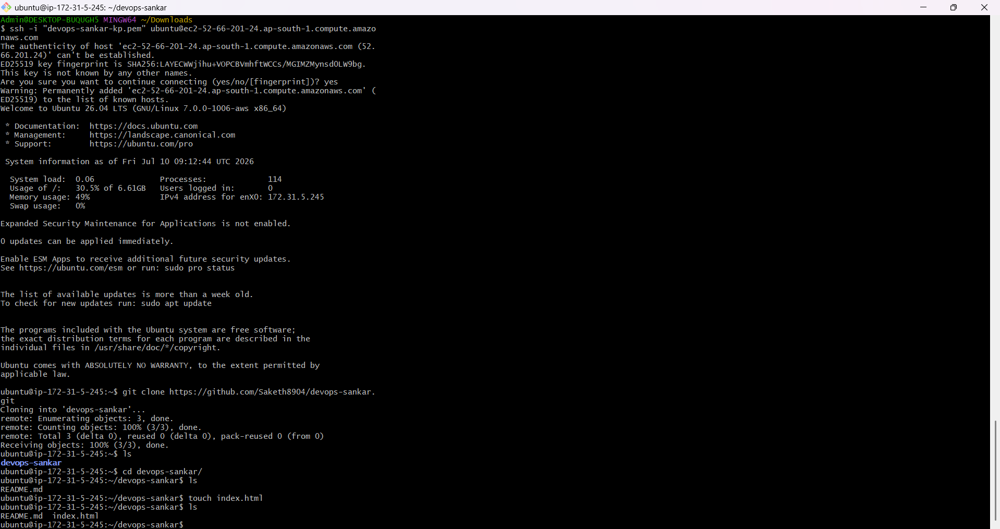 ubuntu@ip-172-31-5-245: ~/devops-sankar
Admin@DESKTOP-BUQUGH5 MINGW64 ~/Downloads
$ ssh -i "devops-sankar-kp.pem" ubuntu@ec2-52-66-201-24.ap-south-1.compute.amazo
naws.com
The authenticity of host 'ec2-52-66-201-24.ap-south-1.compute.amazonaws.com (52.
66.201.24)' can't be established.
ED25519 key fingerprint is SHA256:LAYECWWjihu+VOPCBVmhftWCCs/MGIMZMynsdOLW9bg.
This key is not known by any other names.
Are you sure you want to continue connecting (yes/no/[fingerprint])? yes
Warning: Permanently added 'ec2-52-66-201-24.ap-south-1.compute.amazonaws.com' (
ED25519) to the list of known hosts.
Welcome to Ubuntu 26.04 LTS (GNU/Linux 7.0.0-1006-aws x86_64)

 * Documentation:  https://docs.ubuntu.com
 * Management:     https://landscape.canonical.com
 * Support:        https://ubuntu.com/pro

 System information as of Fri Jul 10 09:12:44 UTC 2026

  System load:  0.06              Processes:             114
  Usage of /:   30.5% of 6.61GB   Users logged in:       0
  Memory usage: 49%               IPv4 address for enX0: 172.31.5.245
  Swap usage:   0%

Expanded Security Maintenance for Applications is not enabled.

0 updates can be applied immediately.

Enable ESM Apps to receive additional future security updates.
See https://ubuntu.com/esm or run: sudo pro status

The list of available updates is more than a week old.
To check for new updates run: sudo apt update

The programs included with the Ubuntu system are free software;
the exact distribution terms for each program are described in the
individual files in /usr/share/doc/*/copyright.

Ubuntu comes with ABSOLUTELY NO WARRANTY, to the extent permitted by
applicable law.

ubuntu@ip-172-31-5-245:~$ git clone https://github.com/Saketh8904/devops-sankar.
git
Cloning into 'devops-sankar'...
remote: Enumerating objects: 3, done.
remote: Counting objects: 100% (3/3), done.
remote: Total 3 (delta 0), reused 0 (delta 0), pack-reused 0 (from 0)
Receiving objects: 100% (3/3), done.
ubuntu@ip-172-31-5-245:~$ ls
devops-sankar
ubuntu@ip-172-31-5-245:~$ cd devops-sankar/
ubuntu@ip-172-31-5-245:~/devops-sankar$ ls
README.md
ubuntu@ip-172-31-5-245:~/devops-sankar$ touch index.html
ubuntu@ip-172-31-5-245:~/devops-sankar$ ls
README.md  index.html
ubuntu@ip-172-31-5-245:~/devops-sankar$